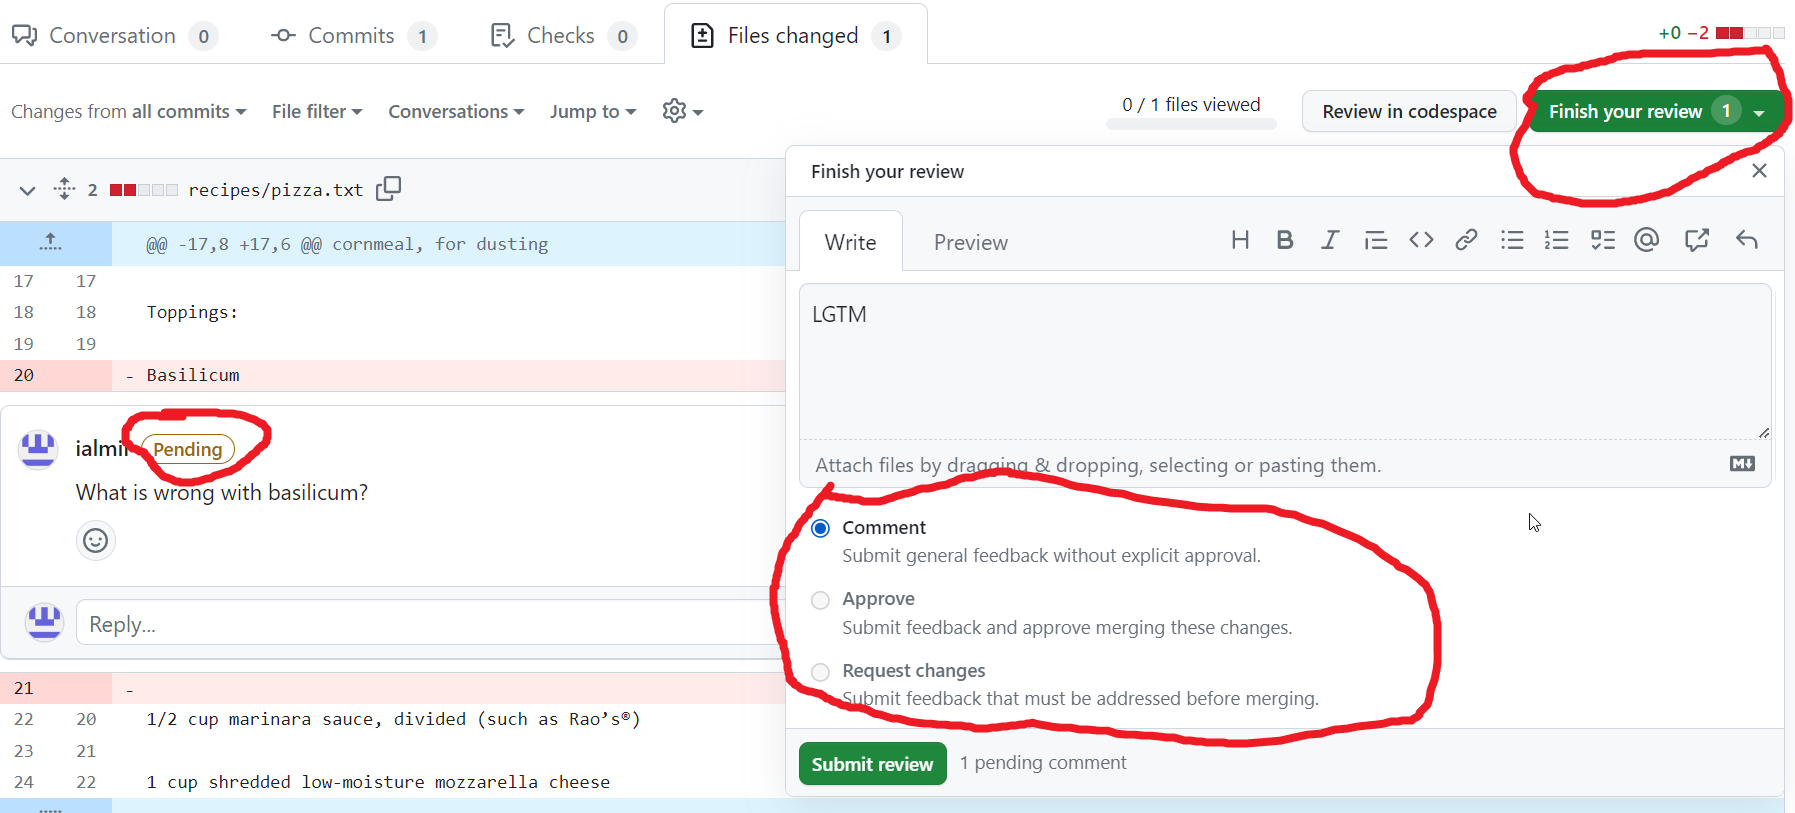 Conversation 0 Commits 1 Checks 0 Files changed 1
+0 −2
Changes from all commits File filter Conversations Jump to
0 / 1 files viewed
Review in codespace
Finish your review 1
2 recipes/pizza.txt
@@ -17,8 +17,6 @@ cornmeal, for dusting
17 17
18 18 Toppings:
19 19
20 - Basilicum
Pending
What is wrong with basilicum?
Reply...
21 -
22 20 1/2 cup marinara sauce, divided (such as Rao’s®)
23 21
24 22 1 cup shredded low-moisture mozzarella cheese
Finish your review
Write Preview
LGTM
Attach files by dragging & dropping, selecting or pasting them.
Comment
Submit general feedback without explicit approval.
Approve
Submit feedback and approve merging these changes.
Request changes
Submit feedback that must be addressed before merging.
Submit review 1 pending comment